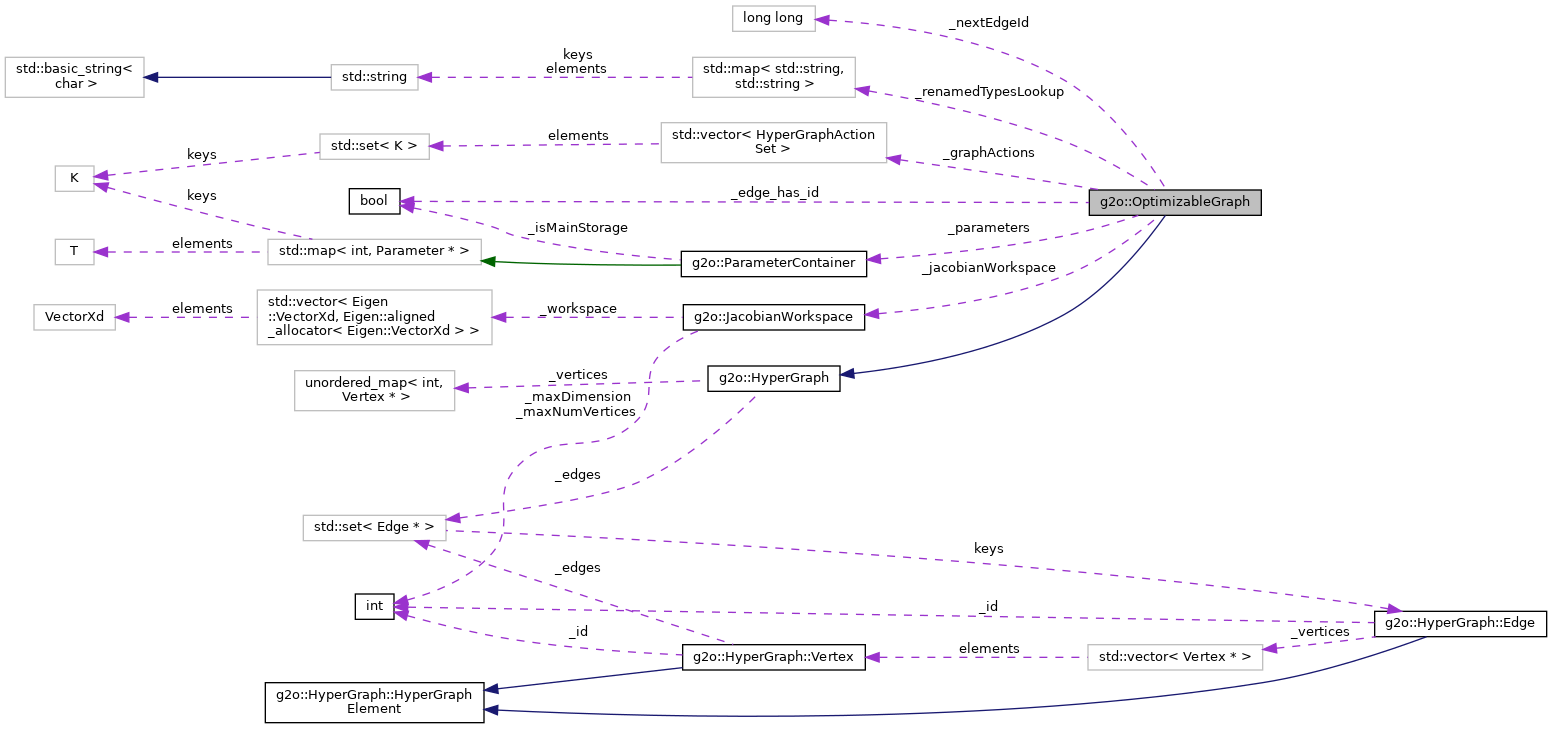 long long
_nextEdgeId
std::basic_string<
char >
std::string
keys
elements
std::map< std::string,
std::string >
_renamedTypesLookup
std::vector< HyperGraphAction
Set >
elements
std::set< K >
keys
_graphActions
K
keys
bool
_edge_has_id
g2o::OptimizableGraph
_isMainStorage
_parameters
T
elements
std::map< int, Parameter * >
g2o::ParameterContainer
_jacobianWorkspace
VectorXd
elements
std::vector< Eigen
::VectorXd, Eigen::aligned
_allocator< Eigen::VectorXd > >
_workspace
g2o::JacobianWorkspace
unordered_map< int,
Vertex * >
_vertices
g2o::HyperGraph
_maxDimension
_maxNumVertices
_edges
std::set< Edge * >
keys
_edges
int
_id
g2o::HyperGraph::Edge
_id
_vertices
g2o::HyperGraph::Vertex
elements
std::vector< Vertex * >
g2o::HyperGraph::HyperGraph
Element